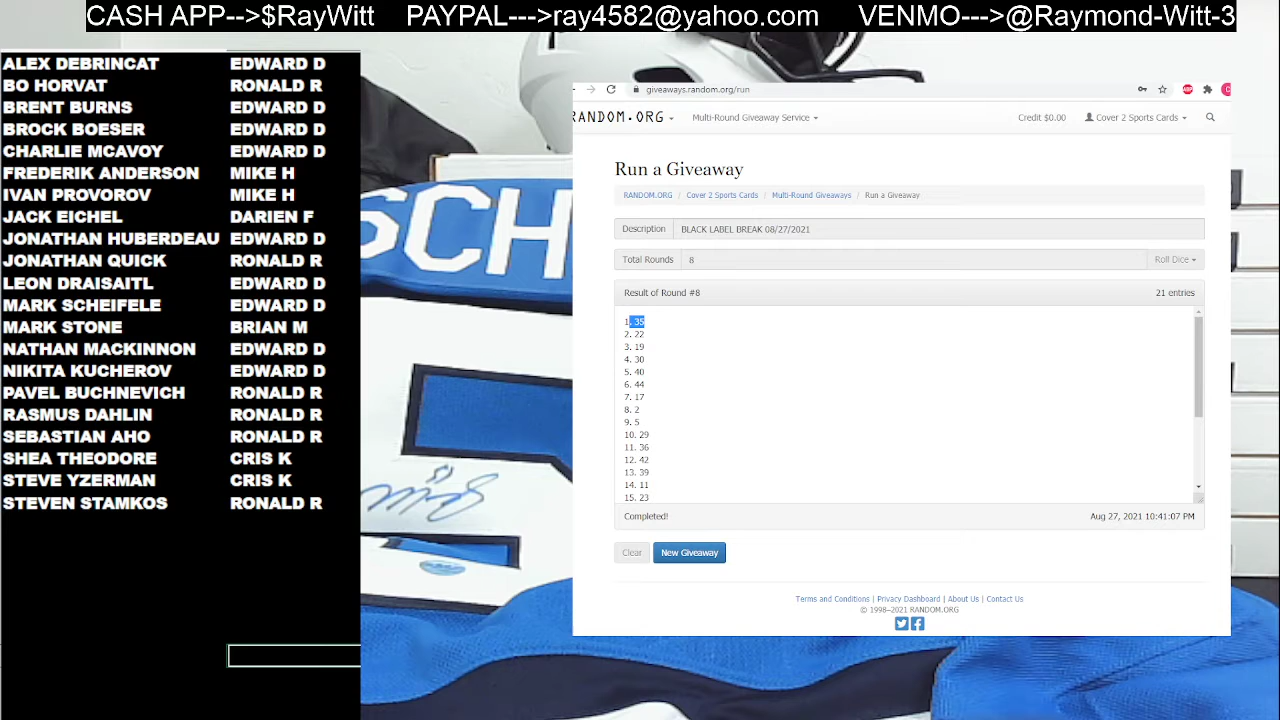 CASH APP-->$RayWitt PAYPAL--->ray4582@yahoo.com VENMO--->@Raymond-Witt-3
ALEX DEBRINCAT EDWARD D
BO HORVAT RONALD R
BRENT BURNS EDWARD D
BROCK BOESER EDWARD D
CHARLIE MCAVOY EDWARD D
FREDERIK ANDERSON MIKE H
IVAN PROVOROV MIKE H
JACK EICHEL DARIEN F
JONATHAN HUBERDEAU EDWARD D
JONATHAN QUICK RONALD R
LEON DRAISAITL EDWARD D
MARK SCHEIFELE EDWARD D
MARK STONE BRIAN M
NATHAN MACKINNON EDWARD D
NIKITA KUCHEROV EDWARD D
PAVEL BUCHNEVICH RONALD R
RASMUS DAHLIN RONALD R
SEBASTIAN AHO RONALD R
SHEA THEODORE CRIS K
STEVE YZERMAN CRIS K
STEVEN STAMKOS RONALD R
SCH
giveaways.random.org/run
RANDOM.ORG Multi-Round Giveaway Service Credit $0.00 Cover 2 Sports Cards
Run a Giveaway
RANDOM.ORG / Cover 2 Sports Cards / Multi-Round Giveaways / Run a Giveaway
Description BLACK LABEL BREAK 08/27/2021
Total Rounds 8 Roll Dice
Result of Round #8 21 entries
1. 35
2. 22
3. 19
4. 30
5. 40
6. 44
7. 17
8. 2
9. 5
10. 29
11. 36
12. 42
13. 39
14. 11
15. 23
Completed! Aug 27, 2021 10:41:07 PM
Clear New Giveaway
Terms and Conditions | Privacy Dashboard | About Us | Contact Us
© 1998–2021 RANDOM.ORG